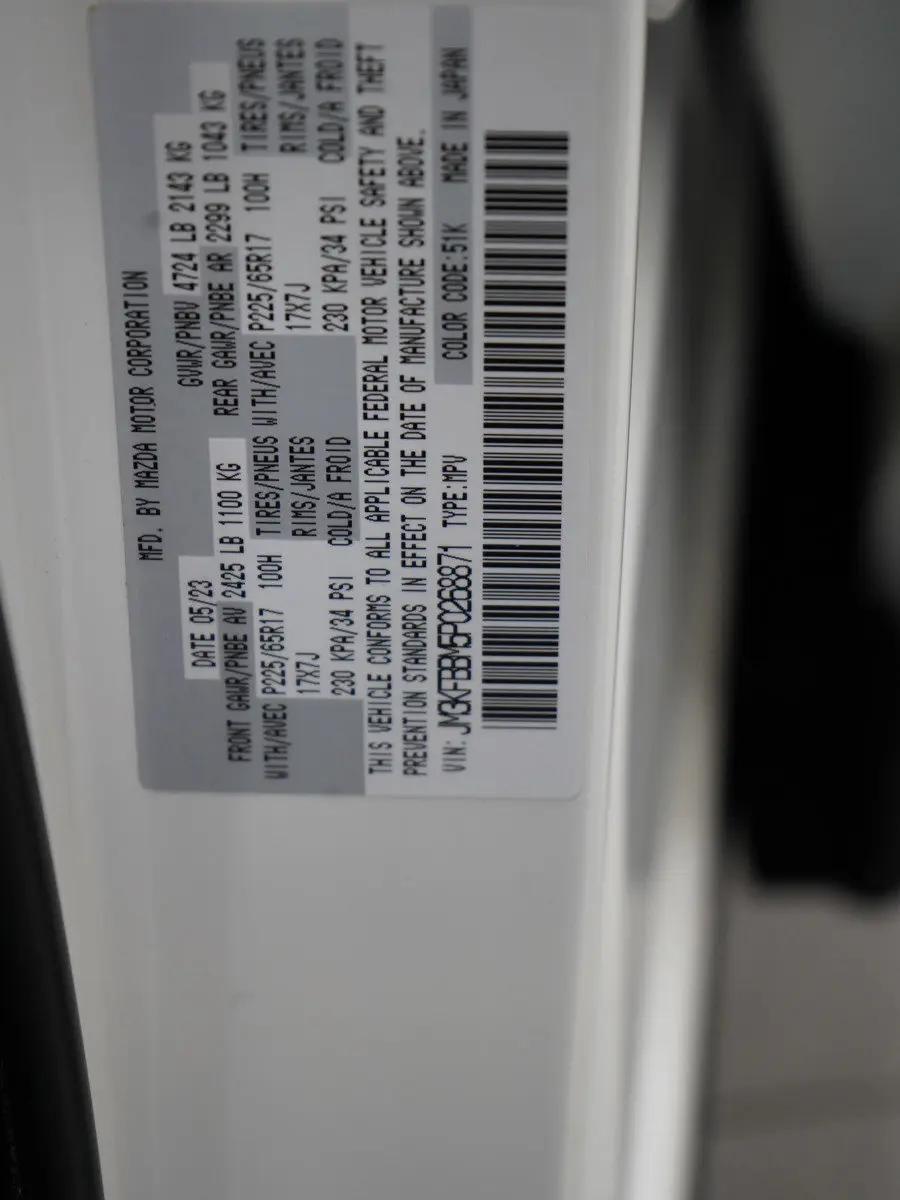 MFD. BY MAZDA MOTOR CORPORATION
DATE 05/23 GVWR/PNBV 4724 LB 2143 KG
FRONT GAWR/PNBE AV 2425 LB 1100 KG REAR GAWR/PNBE AR 2299 LB 1043 KG
WITH/AVEC P225/65R17 100H TIRES/PNEUS WITH/AVEC P225/65R17 100H TIRES/PNEUS
17X7J RIMS/JANTES 17X7J RIMS/JANTES
230 KPA/34 PSI COLD/A FROID 230 KPA/34 PSI COLD/A FROID
THIS VEHICLE CONFORMS TO ALL APPLICABLE FEDERAL MOTOR VEHICLE SAFETY AND THEFT
PREVENTION STANDARDS IN EFFECT ON THE DATE OF MANUFACTURE SHOWN ABOVE.
VIN: JM3KFBBM5P0268871 TYPE:MPV COLOR CODE:51K MADE IN JAPAN